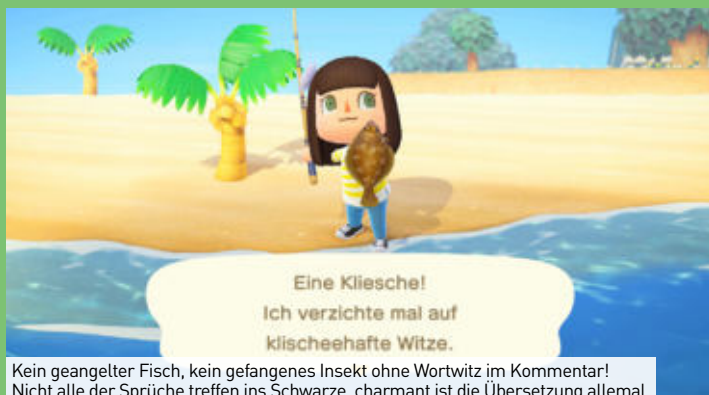 Eine Kliesche!
Ich verzichte mal auf
klischeehafte Witze.
Kein geangelter Fisch, kein gefangenes Insekt ohne Wortwitz im Kommentar!
Nicht alle der Sprüche treffen ins Schwarze, charmant ist die Übersetzung allemal